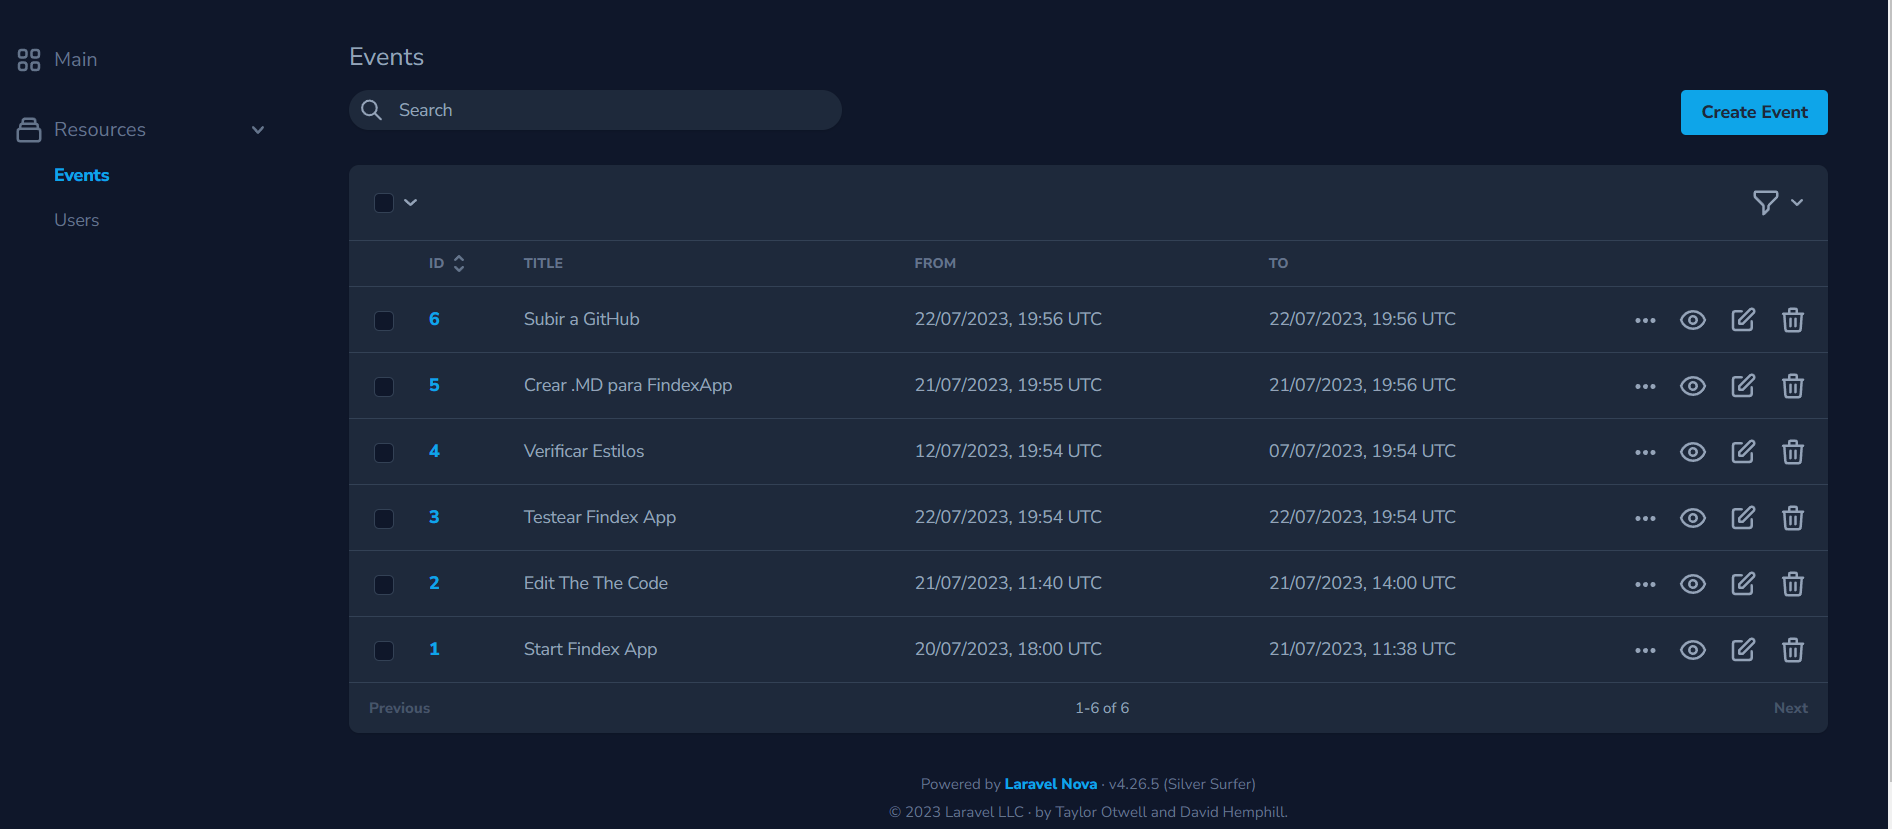 Main
Resources
Events
Users
Events
Search
Create Event
ID TITLE FROM TO
6 Subir a GitHub 22/07/2023, 19:56 UTC 22/07/2023, 19:56 UTC
5 Crear .MD para FindexApp 21/07/2023, 19:55 UTC 21/07/2023, 19:56 UTC
4 Verificar Estilos 12/07/2023, 19:54 UTC 07/07/2023, 19:54 UTC
3 Testear Findex App 22/07/2023, 19:54 UTC 22/07/2023, 19:54 UTC
2 Edit The The Code 21/07/2023, 11:40 UTC 21/07/2023, 14:00 UTC
1 Start Findex App 20/07/2023, 18:00 UTC 21/07/2023, 11:38 UTC
Previous 1-6 of 6 Next
Powered by Laravel Nova · v4.26.5 (Silver Surfer)
© 2023 Laravel LLC · by Taylor Otwell and David Hemphill.